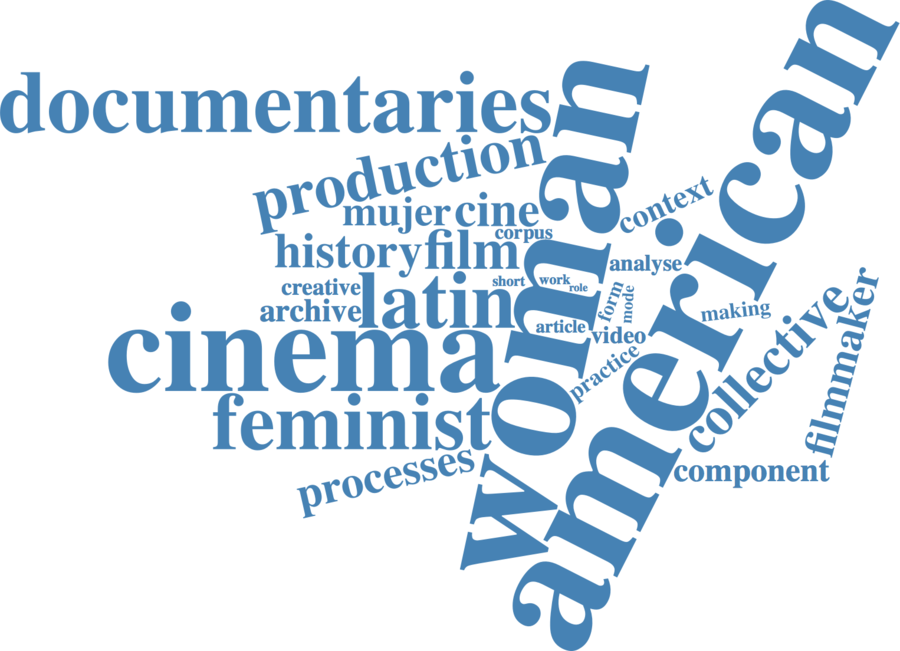 american
documentaries
woman
production
mujer
cine
context
corpus
history
film
analyse
creative
latin
short
work
role
form
mode
archive
making
cinema
article
video
collective
filmmaker
practice
feminist
processes
component